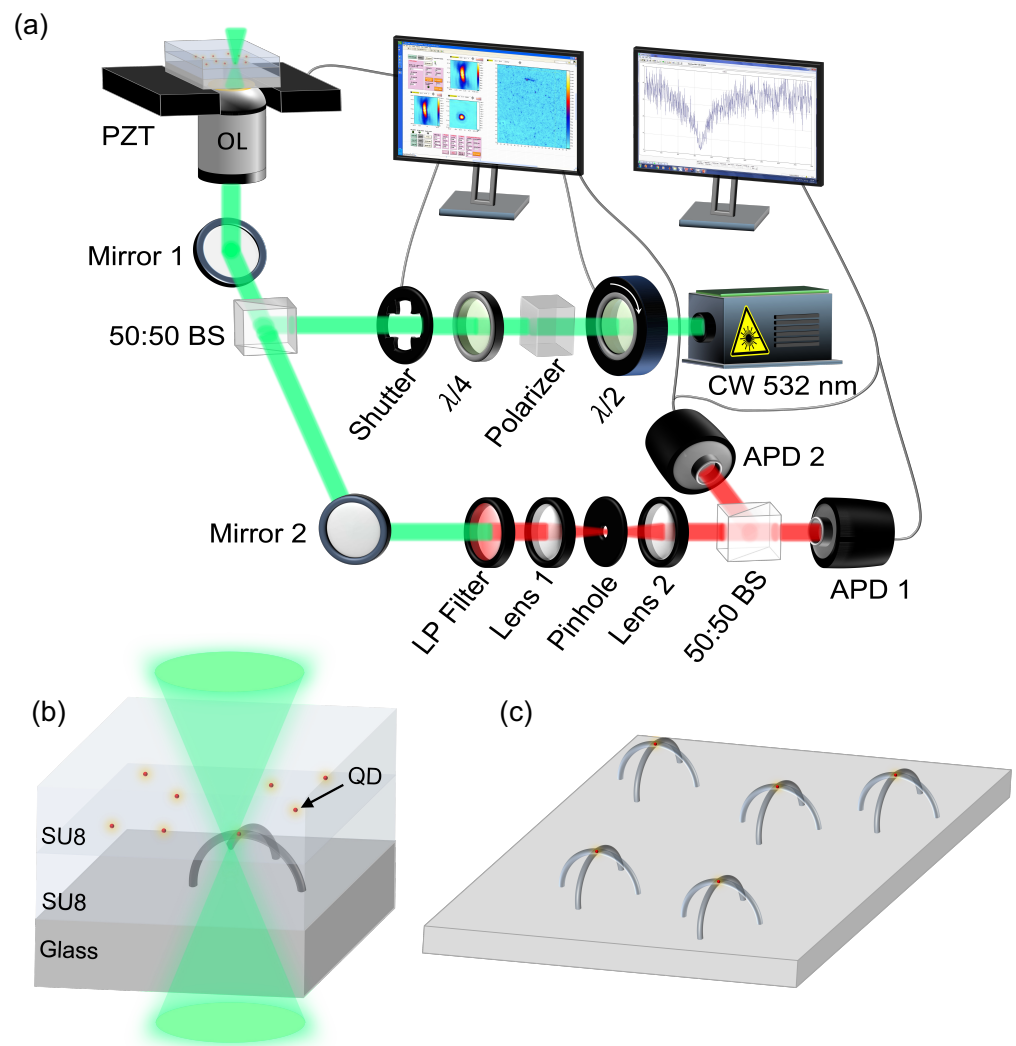 (a)
PZT
OL
Mirror 1
50:50 BS
Shutter
λ/4
Polarizer
λ/2
CW 532 nm
APD 2
Mirror 2
LP Filter
Lens 1
Pinhole
Lens 2
50:50 BS
APD 1
(b)
QD
SU8
SU8
Glass
(c)